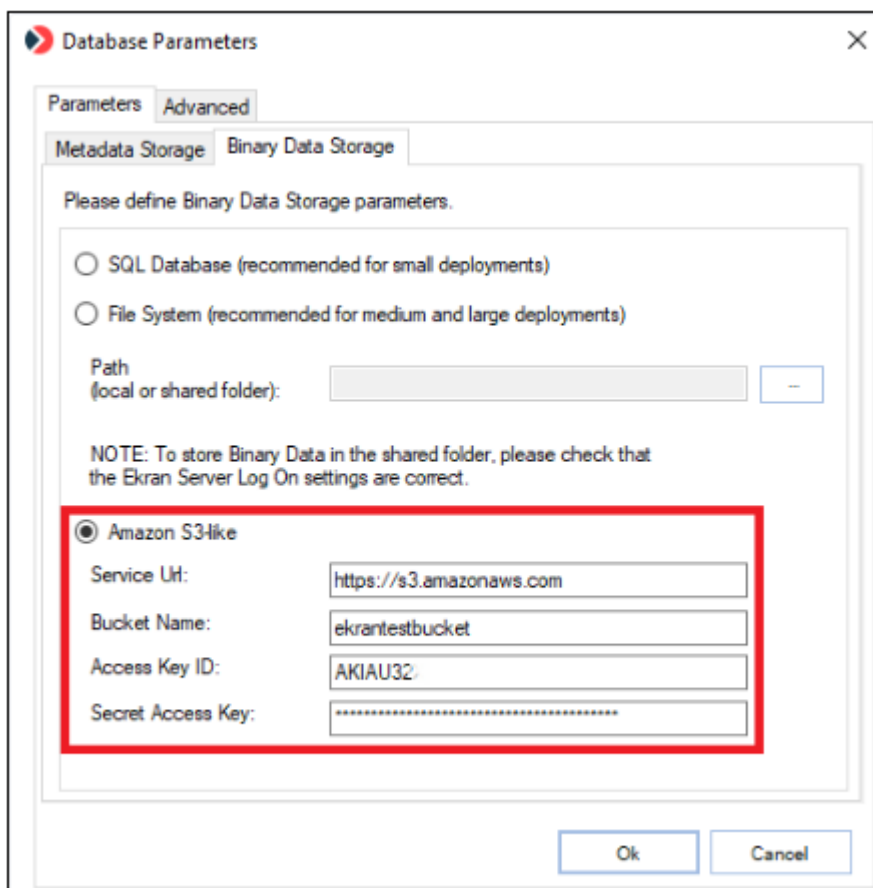 Database Parameters
Parameters Advanced
Metadata Storage Binary Data Storage
Please define Binary Data Storage parameters.
SQL Database (recommended for small deployments)
File System (recommended for medium and large deployments)
Path
(local or shared folder):
...
NOTE: To store Binary Data in the shared folder, please check that
the Ekran Server Log On settings are correct.
Amazon S3-like
Service Url: https://s3.amazonaws.com
Bucket Name: ekrantestbucket
Access Key ID: AKIAU32
Secret Access Key: ****************************************
Ok Cancel